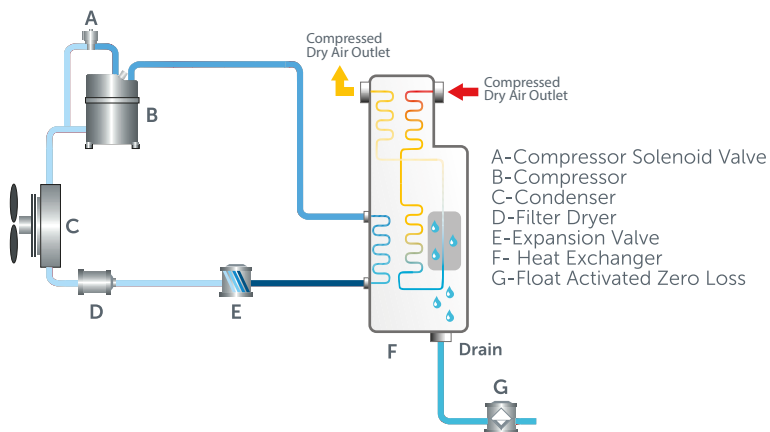 A
Compressed
Dry Air Outlet
Compressed
Dry Air Outlet
B
C
D
E
F
Drain
G
A-Compressor Solenoid Valve
B-Compressor
C-Condenser
D-Filter Dryer
E-Expansion Valve
F- Heat Exchanger
G-Float Activated Zero Loss